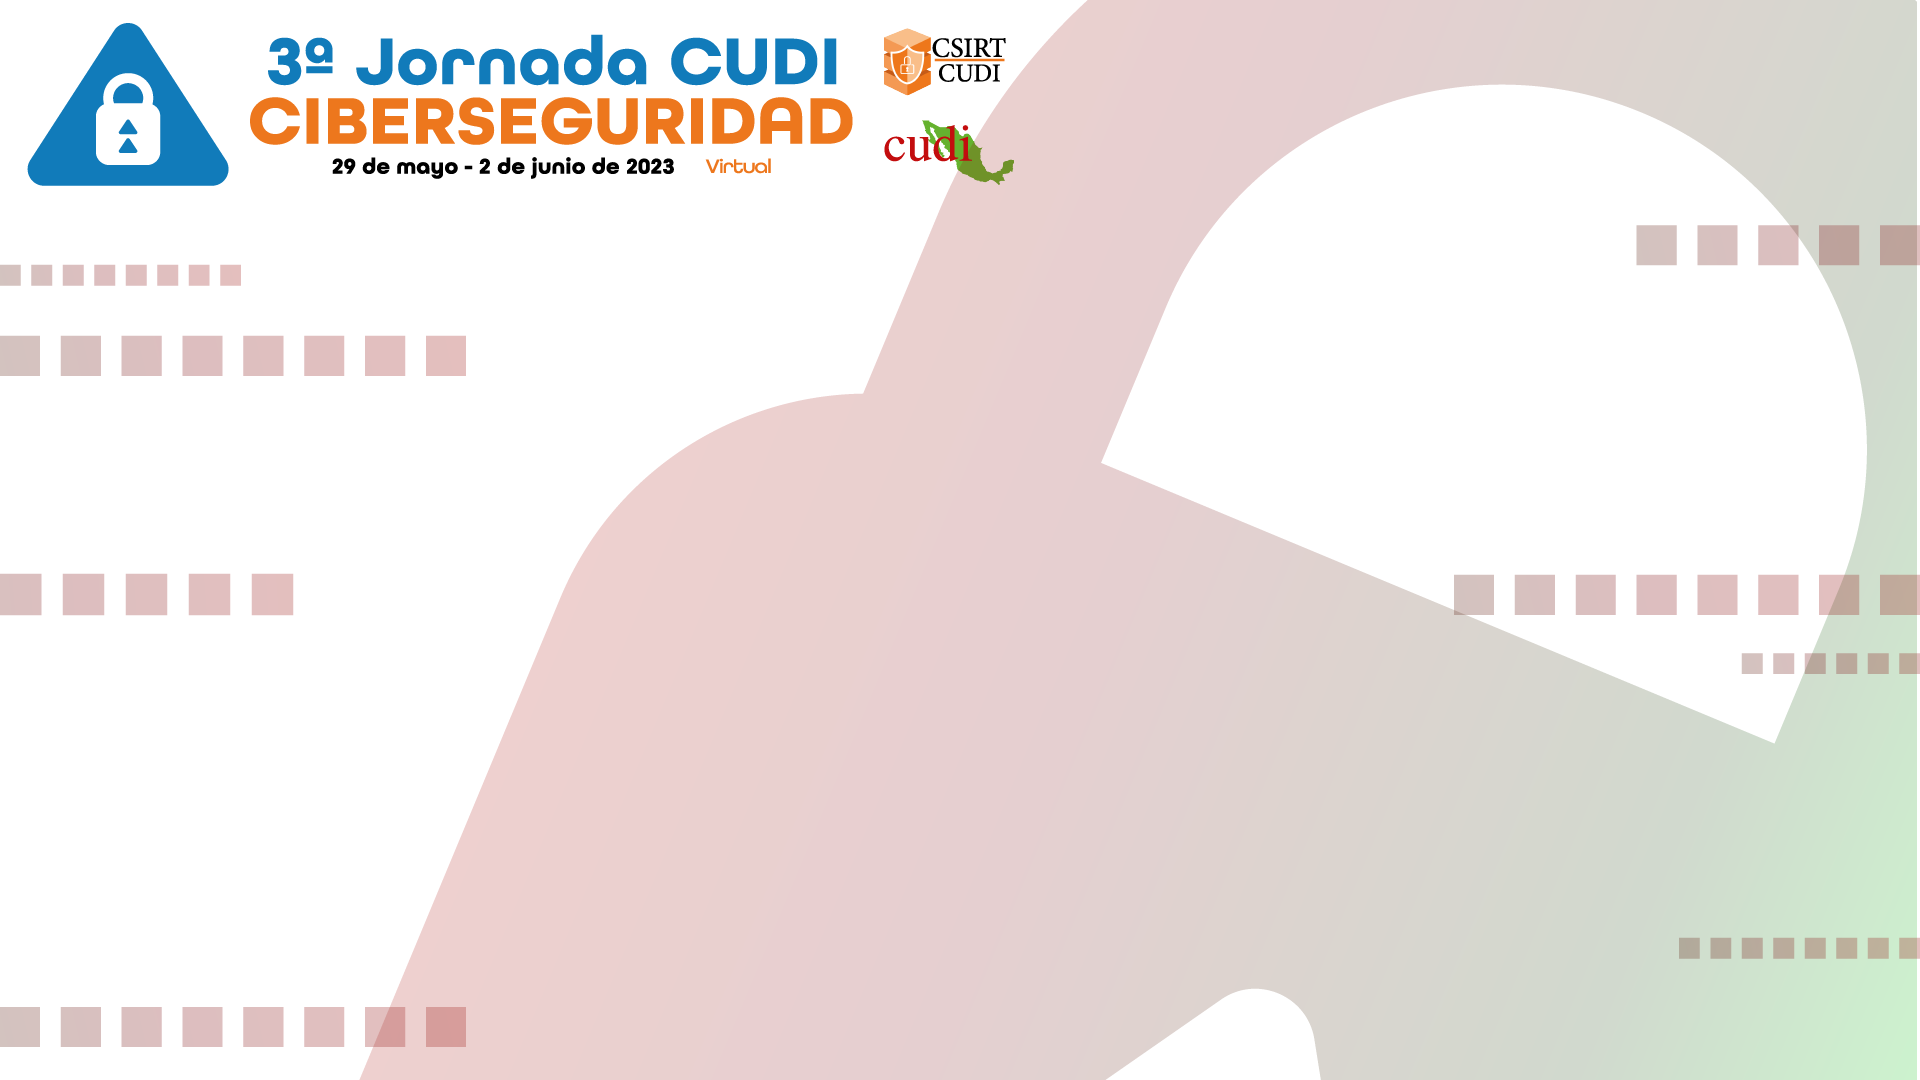 3ª Jornada CUDI
CIBERSEGURIDAD
29 de mayo - 2 de junio de 2023 Virtual
CSIRT
CUDI
cudi